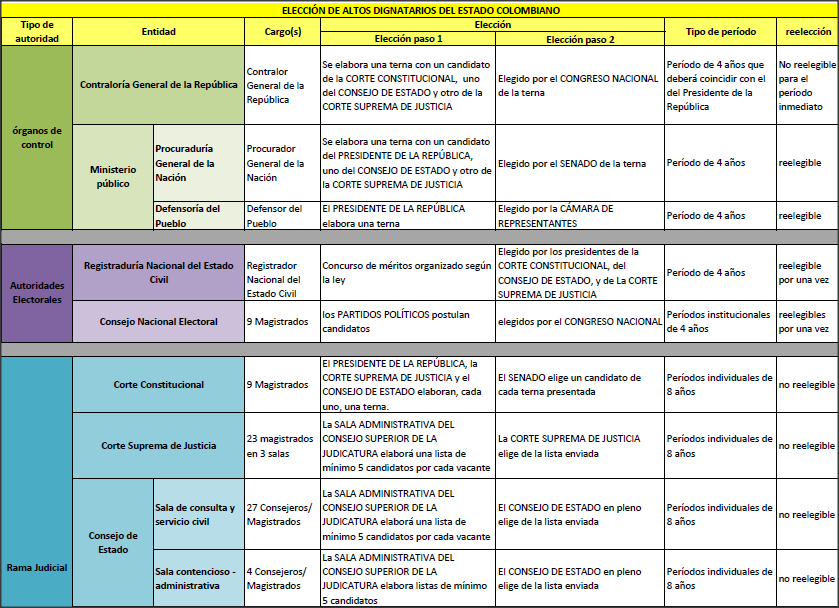 ELECCIÓN DE ALTOS DIGNATARIOS DEL ESTADO COLOMBIANO
Tipo de
autoridad
Entidad
Cargo(s)
Elección
Elección paso 1
Elección paso 2
Tipo de período
reelección
órganos de
control
Contraloría General de la República
Contralor
General de la
República
Se elabora una terna con un candidato
de la CORTE CONSTITUCIONAL, uno
del CONSEJO DE ESTADO y otro de la
CORTE SUPREMA DE JUSTICIA
Elegido por el CONGRESO NACIONAL
de la terna
Período de 4 años que
deberá coincidir con el
del Presidente de la
República
No reelegible
para el
período
inmediato
Ministerio
público
Procuraduría
General de la
Nación
Procurador
General de la
Nación
Se elabora una terna con un candidato
del PRESIDENTE DE LA REPÚBLICA,
uno del CONSEJO DE ESTADO y otro de
la CORTE SUPREMA DE JUSTICIA
Elegido por el SENADO de la terna
Período de 4 años
reelegible
Defensoría del
Pueblo
Defensor del
Pueblo
El PRESIDENTE DE LA REPÚBLICA
elabora una terna
Elegido por la CÁMARA DE
REPRESENTANTES
Período de 4 años
reelegible
Autoridades
Electorales
Registraduría Nacional del Estado
Civil
Registrador
Nacional del
Estado Civil
Concurso de méritos organizado según
la ley
Elegido por los presidentes de la
CORTE CONSTITUCIONAL, del
CONSEJO DE ESTADO, y de La CORTE
SUPREMA DE JUSTICIA
Período de 4 años
reelegible
por una vez
Consejo Nacional Electoral
9 Magistrados
los PARTIDOS POLÍTICOS postulan
candidatos
elegidos por el CONGRESO NACIONAL
Períodos institucionales
de 4 años
reelegibles
por una vez
Rama Judicial
Corte Constitucional
9 Magistrados
El PRESIDENTE DE LA REPÚBLICA, la
CORTE SUPREMA DE JUSTICIA y el
CONSEJO DE ESTADO elaboran, cada
uno, una terna.
El SENADO elige un candidato de
cada terna presentada
Períodos individuales de
8 años
no reelegible
Corte Suprema de Justicia
23 magistrados
en 3 salas
La SALA ADMINISTRATIVA DEL
CONSEJO SUPERIOR DE LA
JUDICATURA elaborá una lista de
mínimo 5 candidatos por cada vacante
La CORTE SUPREMA DE JUSTICIA
elige de la lista enviada
Períodos individuales de
8 años
no reelegible
Consejo de
Estado
Sala de consulta y
servicio civil
27 Consejeros/
Magistrados
La SALA ADMINISTRATIVA DEL
CONSEJO SUPERIOR DE LA
JUDICATURA elaborá una lista de
mínimo 5 candidatos por cada vacante
El CONSEJO DE ESTADO en pleno
elige de la lista enviada
Períodos individuales de
8 años
no reelegible
Sala contencioso -
administrativa
4 Consejeros/
Magistrados
La SALA ADMINISTRATIVA DEL
CONSEJO SUPERIOR DE LA
JUDICATURA elabora listas de mínimo
5 candidatos
El CONSEJO DE ESTADO en pleno
elige de la lista enviada
Períodos individuales de
8 años
no reelegible